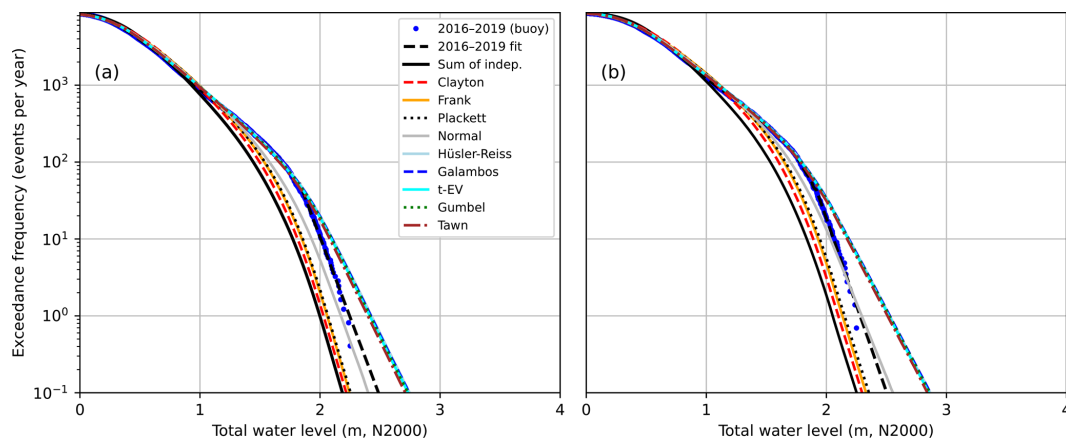 (a)
2016–2019 (buoy)
2016–2019 fit
Sum of indep.
Clayton
Frank
Plackett
Normal
Hüsler-Reiss
Galambos
t-EV
Gumbel
Tawn
Exceedance frequency (events per year)
10³
10²
10¹
10⁰
10⁻¹
0 1 2 3 4
Total water level (m, N2000)
(b)
0 1 2 3 4
Total water level (m, N2000)